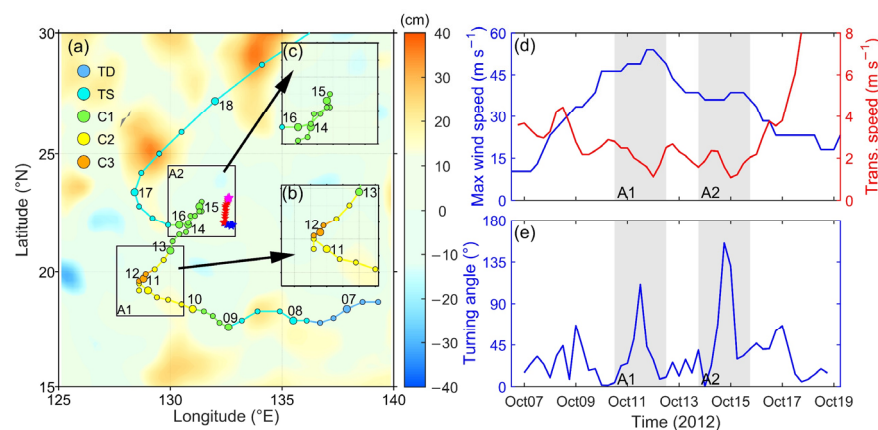 (a)
TD
TS
C1
C2
C3
(c)
15
16
14
18
17
A2
16
15
14
13
12
11
A1
10
09
08
07
(b)
13
12
11
30
25
20
15
Latitude (°N)
125
130
135
140
Longitude (°E)
(cm)
40
30
20
10
0
−10
−20
−30
−40
(d)
Max wind speed (m s⁻¹)
60
45
30
15
0
A1
A2
8
6
4
2
0
Trans. speed (m s⁻¹)
(e)
Turning angle (°)
180
135
90
45
0
A1
A2
Oct07
Oct09
Oct11
Oct13
Oct15
Oct17
Oct19
Time (2012)